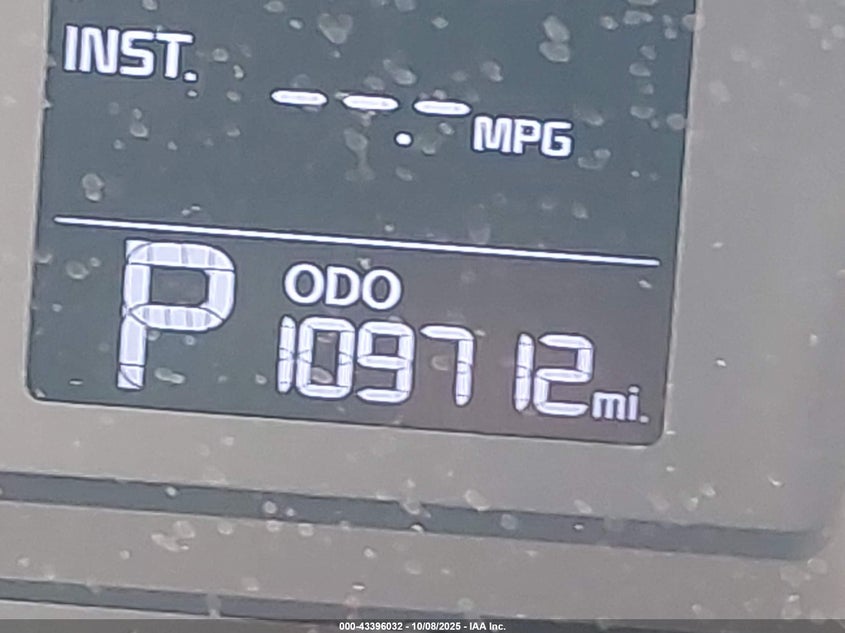 INST.
--.- MPG
ODO
P 109712 mi.
000-43396032 - 10/08/2025 - IAA Inc.